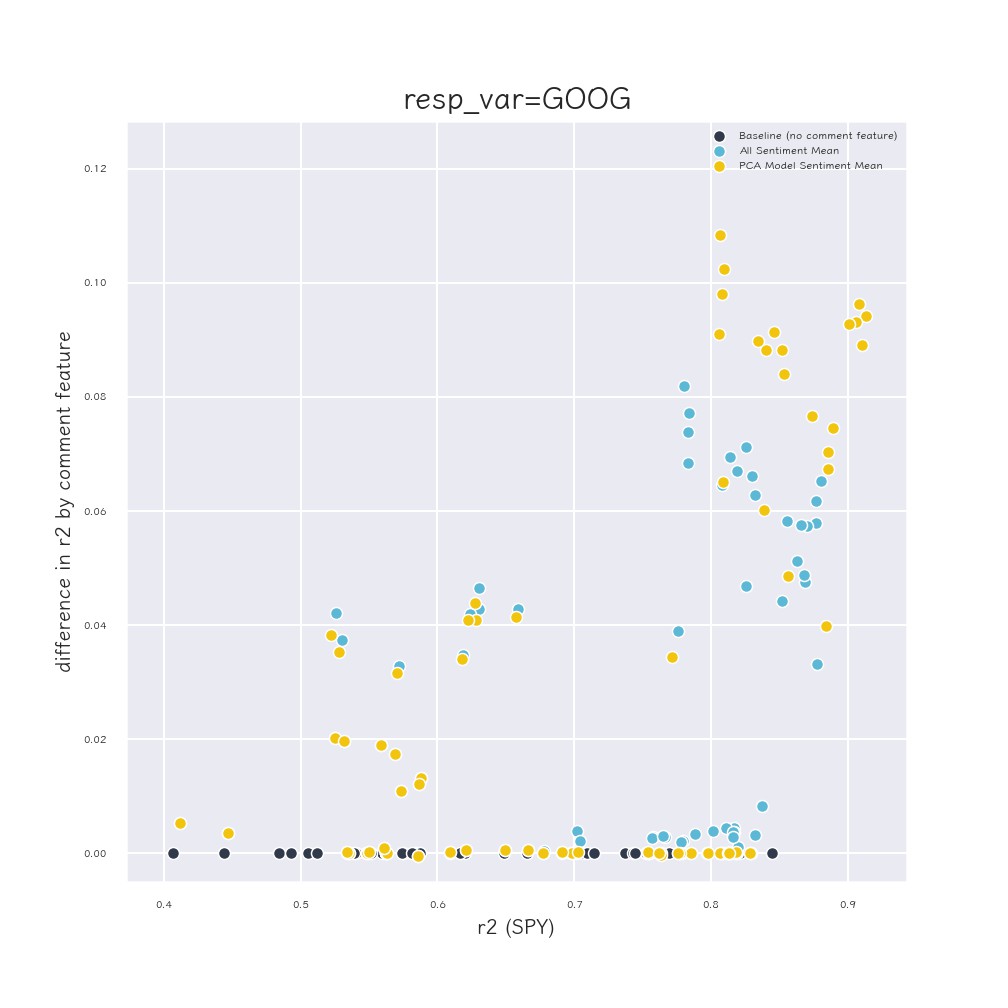 resp_var=GOOG
Baseline (no comment feature)
All Sentiment Mean
PCA Model Sentiment Mean
difference in r2 by comment feature
0.12
0.10
0.08
0.06
0.04
0.02
0.00
0.4 0.5 0.6 0.7 0.8 0.9
r2 (SPY)